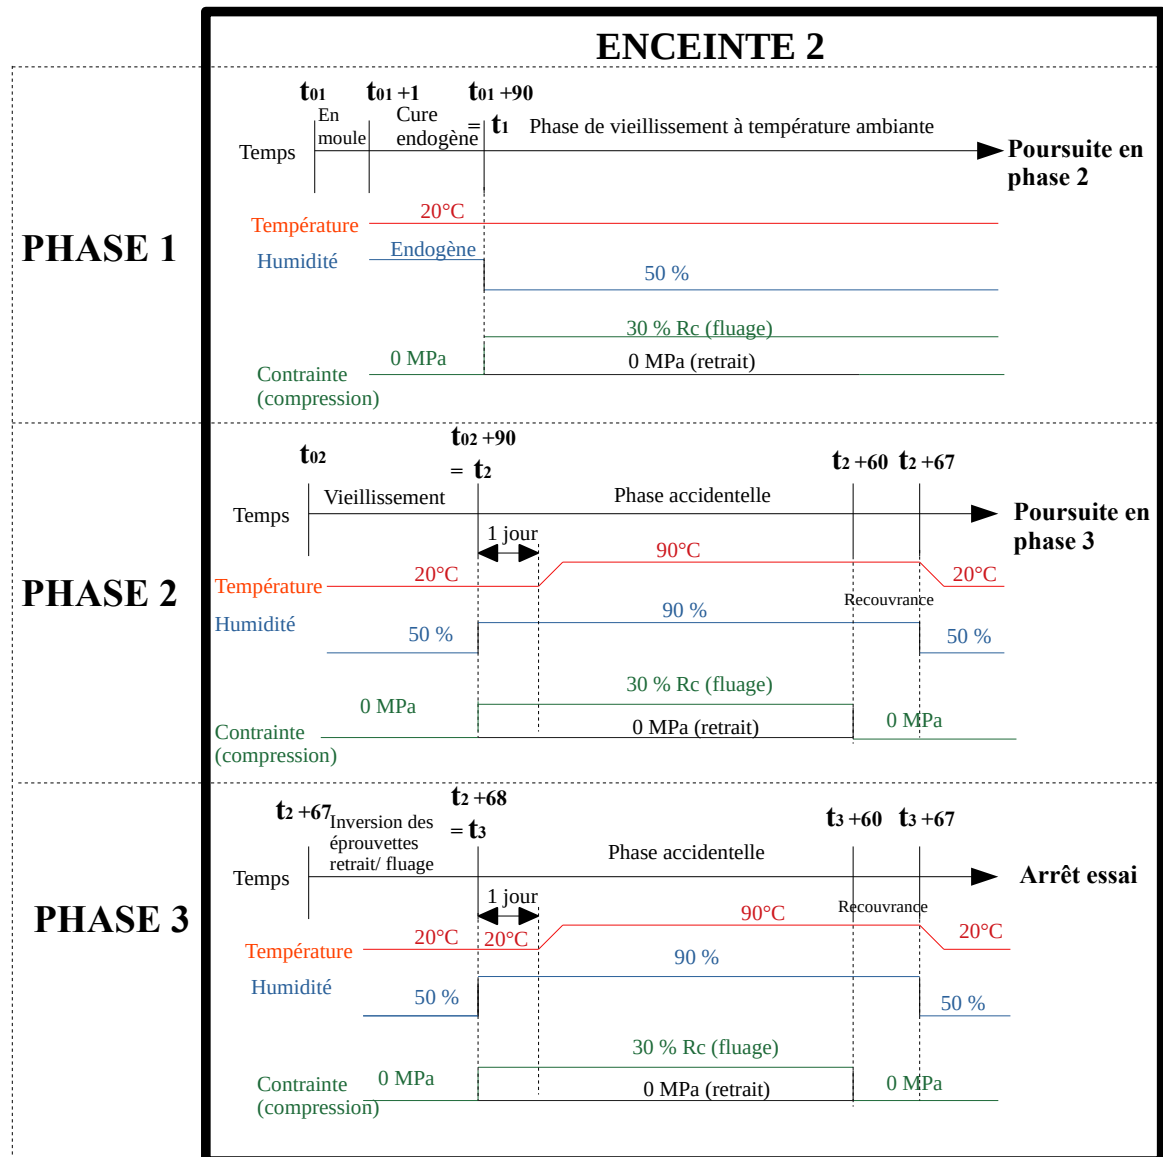 ENCEINTE 2
PHASE 1
t01
t01 +1
t01 +90
= t1
En
moule
Cure
endogène
Phase de vieillissement à température ambiante
Temps
Poursuite en
phase 2
Température
20°C
Humidité
Endogène
50 %
30 % Rc (fluage)
0 MPa
0 MPa (retrait)
Contrainte
(compression)
PHASE 2
t02
t02 +90
= t2
t2 +60
t2 +67
Vieillissement
Phase accidentelle
Temps
Poursuite en
phase 3
1 jour
90°C
Température
20°C
20°C
Recouvrance
Humidité
50 %
90 %
50 %
30 % Rc (fluage)
0 MPa
0 MPa (retrait)
0 MPa
Contrainte
(compression)
PHASE 3
t2 +67
t2 +68
= t3
t3 +60
t3 +67
Inversion des
éprouvettes
retrait/ fluage
Phase accidentelle
Temps
Arrêt essai
1 jour
90°C
Recouvrance
Température
20°C
20°C
20°C
Humidité
50 %
90 %
50 %
30 % Rc (fluage)
0 MPa
0 MPa (retrait)
0 MPa
Contrainte
(compression)